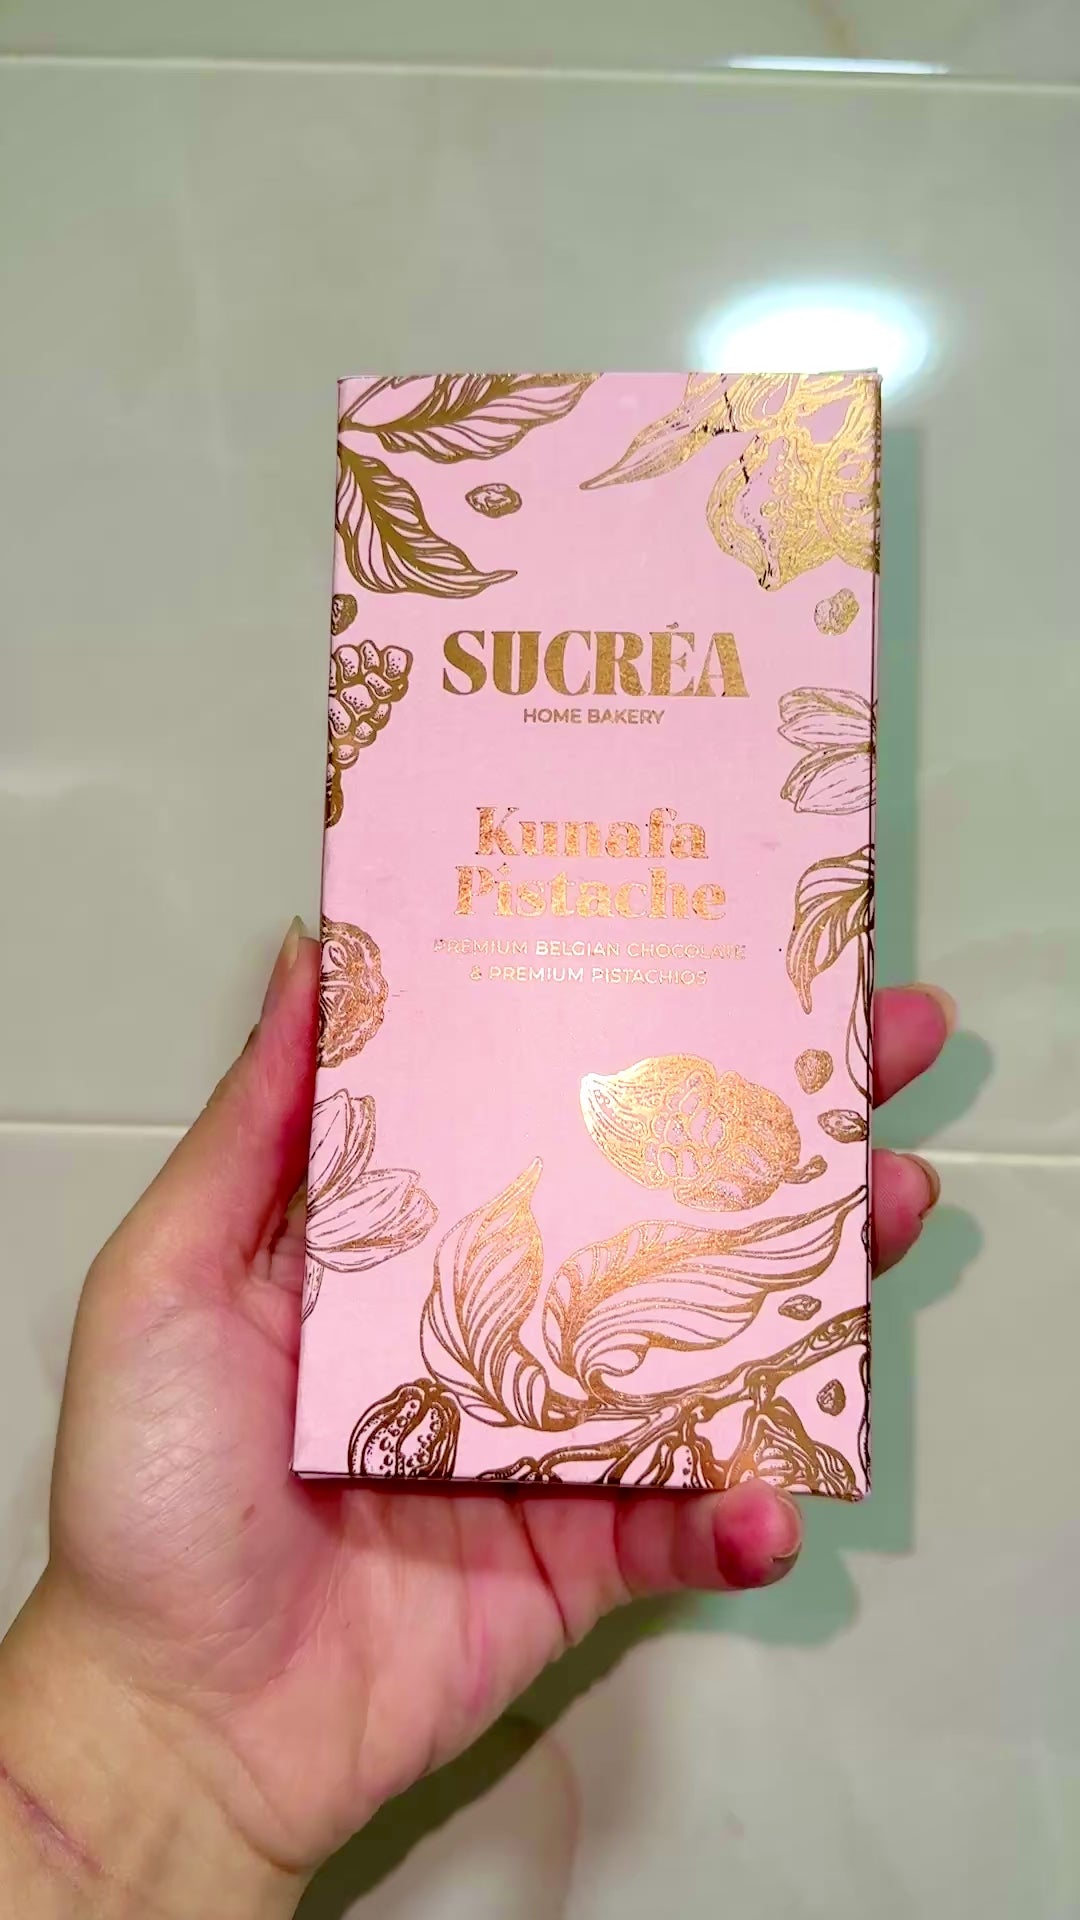 SUCRÉA
HOME BAKERY
Kunafa
Pistache
PREMIUM BELGIAN CHOCOLATE
& PREMIUM PISTACHIOS